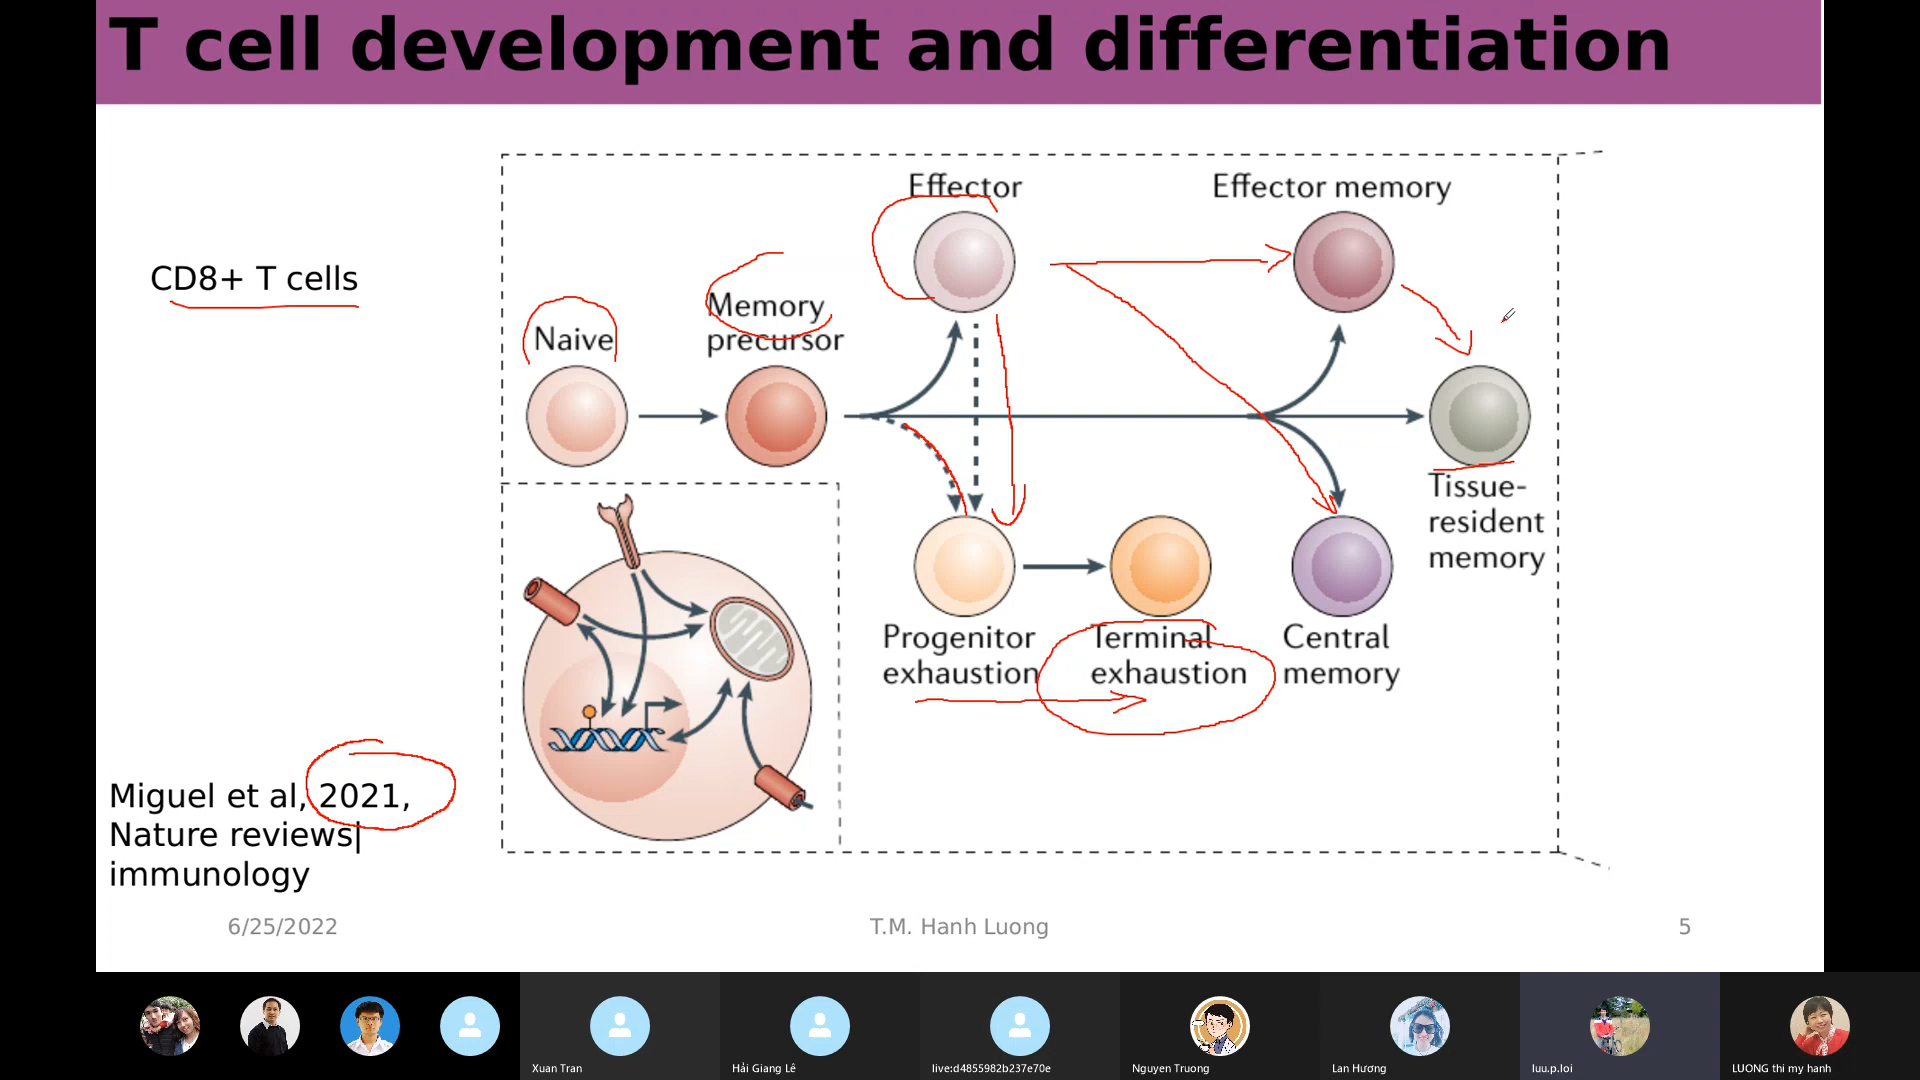 T cell development and differentiation
Effector
Effector memory
CD8+ T cells
Memory
precursor
Naive
Tissue-
resident
memory
Progenitor
exhaustion
Terminal
exhaustion
Central
memory
Miguel et al, 2021,
Nature reviews|
immunology
6/25/2022
T.M. Hanh Luong
5
Xuan Tran
Hải Giang Lê
live:d4855982b237e70e
Nguyen Truong
Lan Hương
luu.p.loi
LUONG thi my hanh